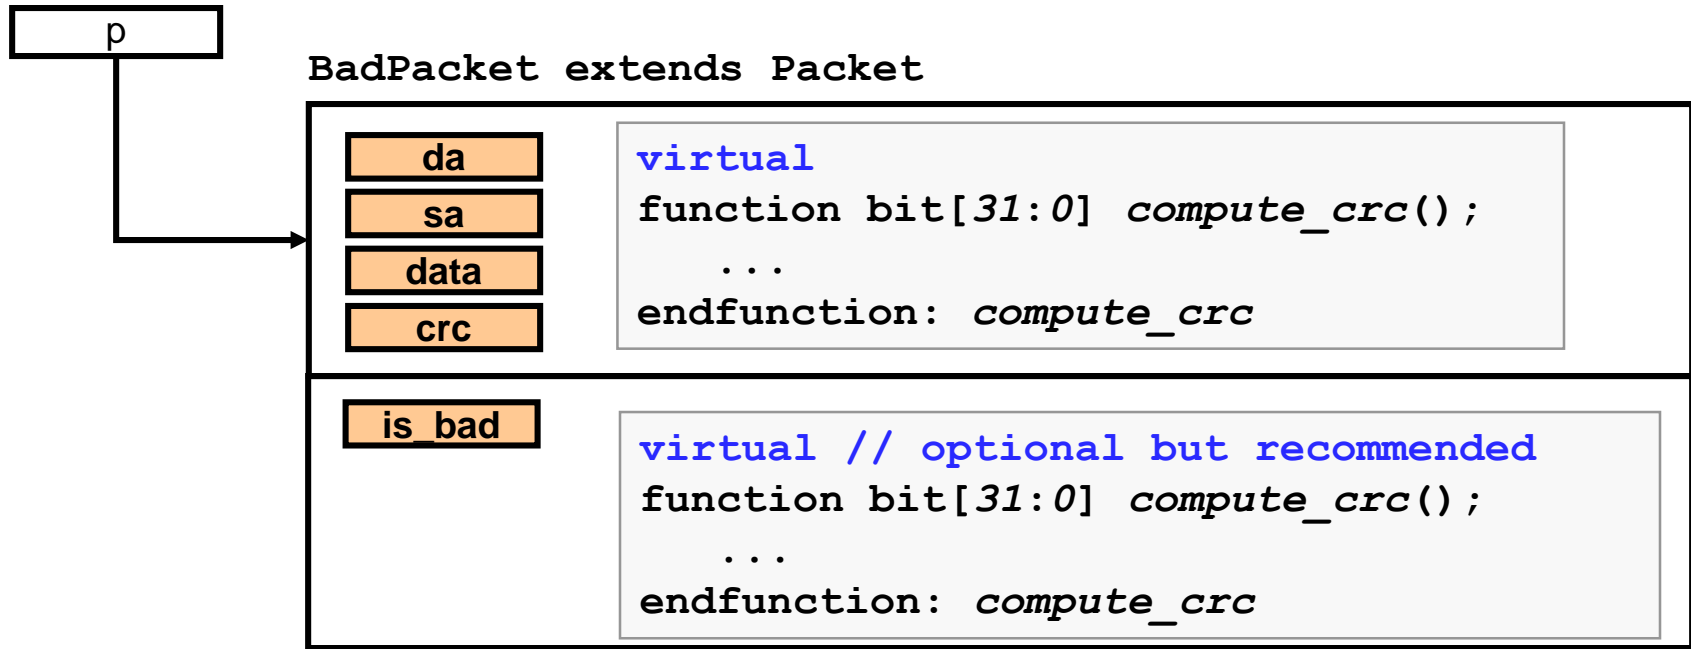 p
BadPacket extends Packet
da
sa
data
crc
virtual
function bit[31:0] compute_crc();
...
endfunction: compute_crc
is_bad
virtual // optional but recommended
function bit[31:0] compute_crc();
...
endfunction: compute_crc